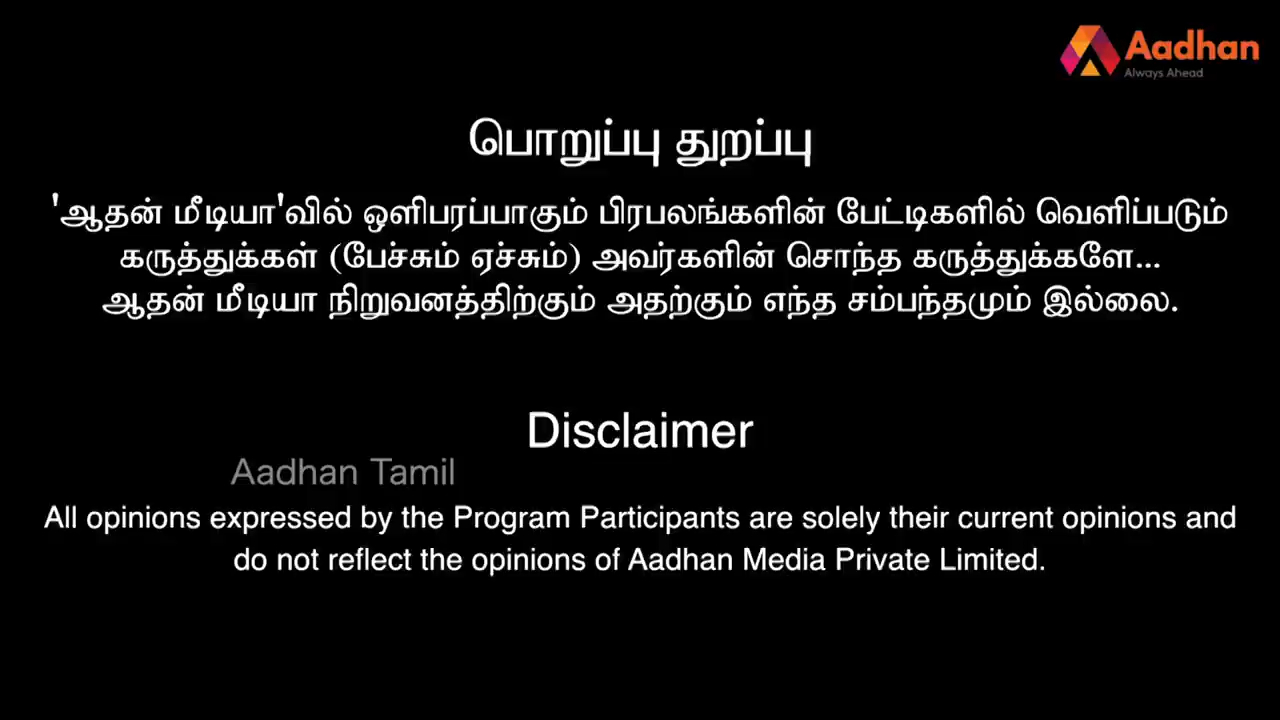 Aadhan
Always Ahead
பொறுப்பு துறப்பு
'ஆதன் மீடியா'வில் ஒளிபரப்பாகும் பிரபலங்களின் பேட்டிகளில் வெளிப்படும்
கருத்துக்கள் (பேச்சும் ஏச்சும்) அவர்களின் சொந்த கருத்துக்களே...
ஆதன் மீடியா நிறுவனத்திற்கும் அதற்கும் எந்த சம்பந்தமும் இல்லை.
Disclaimer
Aadhan Tamil
All opinions expressed by the Program Participants are solely their current opinions and
do not reflect the opinions of Aadhan Media Private Limited.